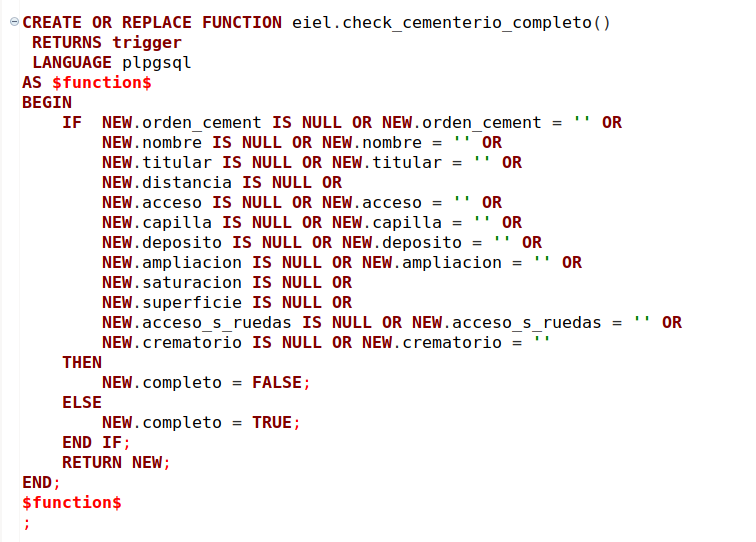 CREATE OR REPLACE FUNCTION eiel.check_cementerio_completo()
 RETURNS trigger
 LANGUAGE plpgsql
AS $function$
BEGIN
    IF  NEW.orden_cement IS NULL OR NEW.orden_cement = '' OR
        NEW.nombre IS NULL OR NEW.nombre = '' OR
        NEW.titular IS NULL OR NEW.titular = '' OR
        NEW.distancia IS NULL OR
        NEW.acceso IS NULL OR NEW.acceso = '' OR
        NEW.capilla IS NULL OR NEW.capilla = '' OR
        NEW.deposito IS NULL OR NEW.deposito = '' OR
        NEW.ampliacion IS NULL OR NEW.ampliacion = '' OR
        NEW.saturacion IS NULL OR
        NEW.superficie IS NULL OR
        NEW.acceso_s_ruedas IS NULL OR NEW.acceso_s_ruedas = '' OR
        NEW.crematorio IS NULL OR NEW.crematorio = ''
    THEN
        NEW.completo = FALSE;
    ELSE
        NEW.completo = TRUE;
    END IF;
    RETURN NEW;
END;
$function$
;